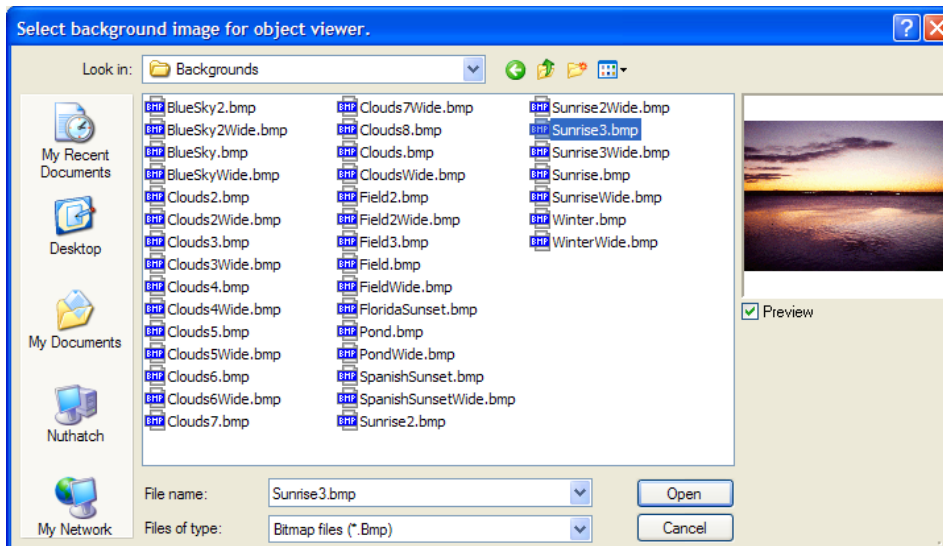 Select background image for object viewer.
Look in:
Backgrounds
My Recent
Documents
Desktop
My Documents
Nuthatch
My Network
BlueSky2.bmp
BlueSky2Wide.bmp
BlueSky.bmp
BlueSkyWide.bmp
Clouds2.bmp
Clouds2Wide.bmp
Clouds3.bmp
Clouds3Wide.bmp
Clouds4.bmp
Clouds4Wide.bmp
Clouds5.bmp
Clouds5Wide.bmp
Clouds6.bmp
Clouds6Wide.bmp
Clouds7.bmp
Clouds7Wide.bmp
Clouds8.bmp
Clouds.bmp
CloudsWide.bmp
Field2.bmp
Field2Wide.bmp
Field3.bmp
Field.bmp
FieldWide.bmp
FloridaSunset.bmp
Pond.bmp
PondWide.bmp
SpanishSunset.bmp
SpanishSunsetWide.bmp
Sunrise2.bmp
Sunrise2Wide.bmp
Sunrise3.bmp
Sunrise3Wide.bmp
Sunrise.bmp
SunriseWide.bmp
Winter.bmp
WinterWide.bmp
Preview
File name:
Sunrise3.bmp
Open
Files of type:
Bitmap files (*.Bmp)
Cancel